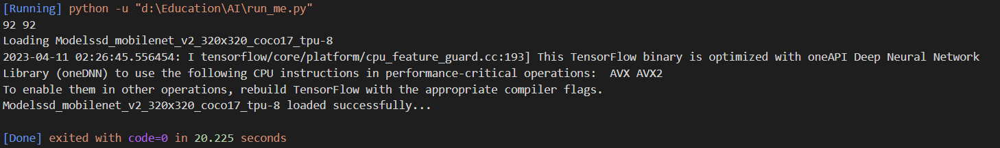 [Running] python -u "d:\Education\AI\run_me.py"
92 92
Loading Modelssd_mobilenet_v2_320x320_coco17_tpu-8
2023-04-11 02:26:45.556454: I tensorflow/core/platform/cpu_feature_guard.cc:193] This TensorFlow binary is optimized with oneAPI Deep Neural Network
Library (oneDNN) to use the following CPU instructions in performance-critical operations:  AVX AVX2
To enable them in other operations, rebuild TensorFlow with the appropriate compiler flags.
Modelssd_mobilenet_v2_320x320_coco17_tpu-8 loaded successfully...
[Done] exited with code=0 in 20.225 seconds